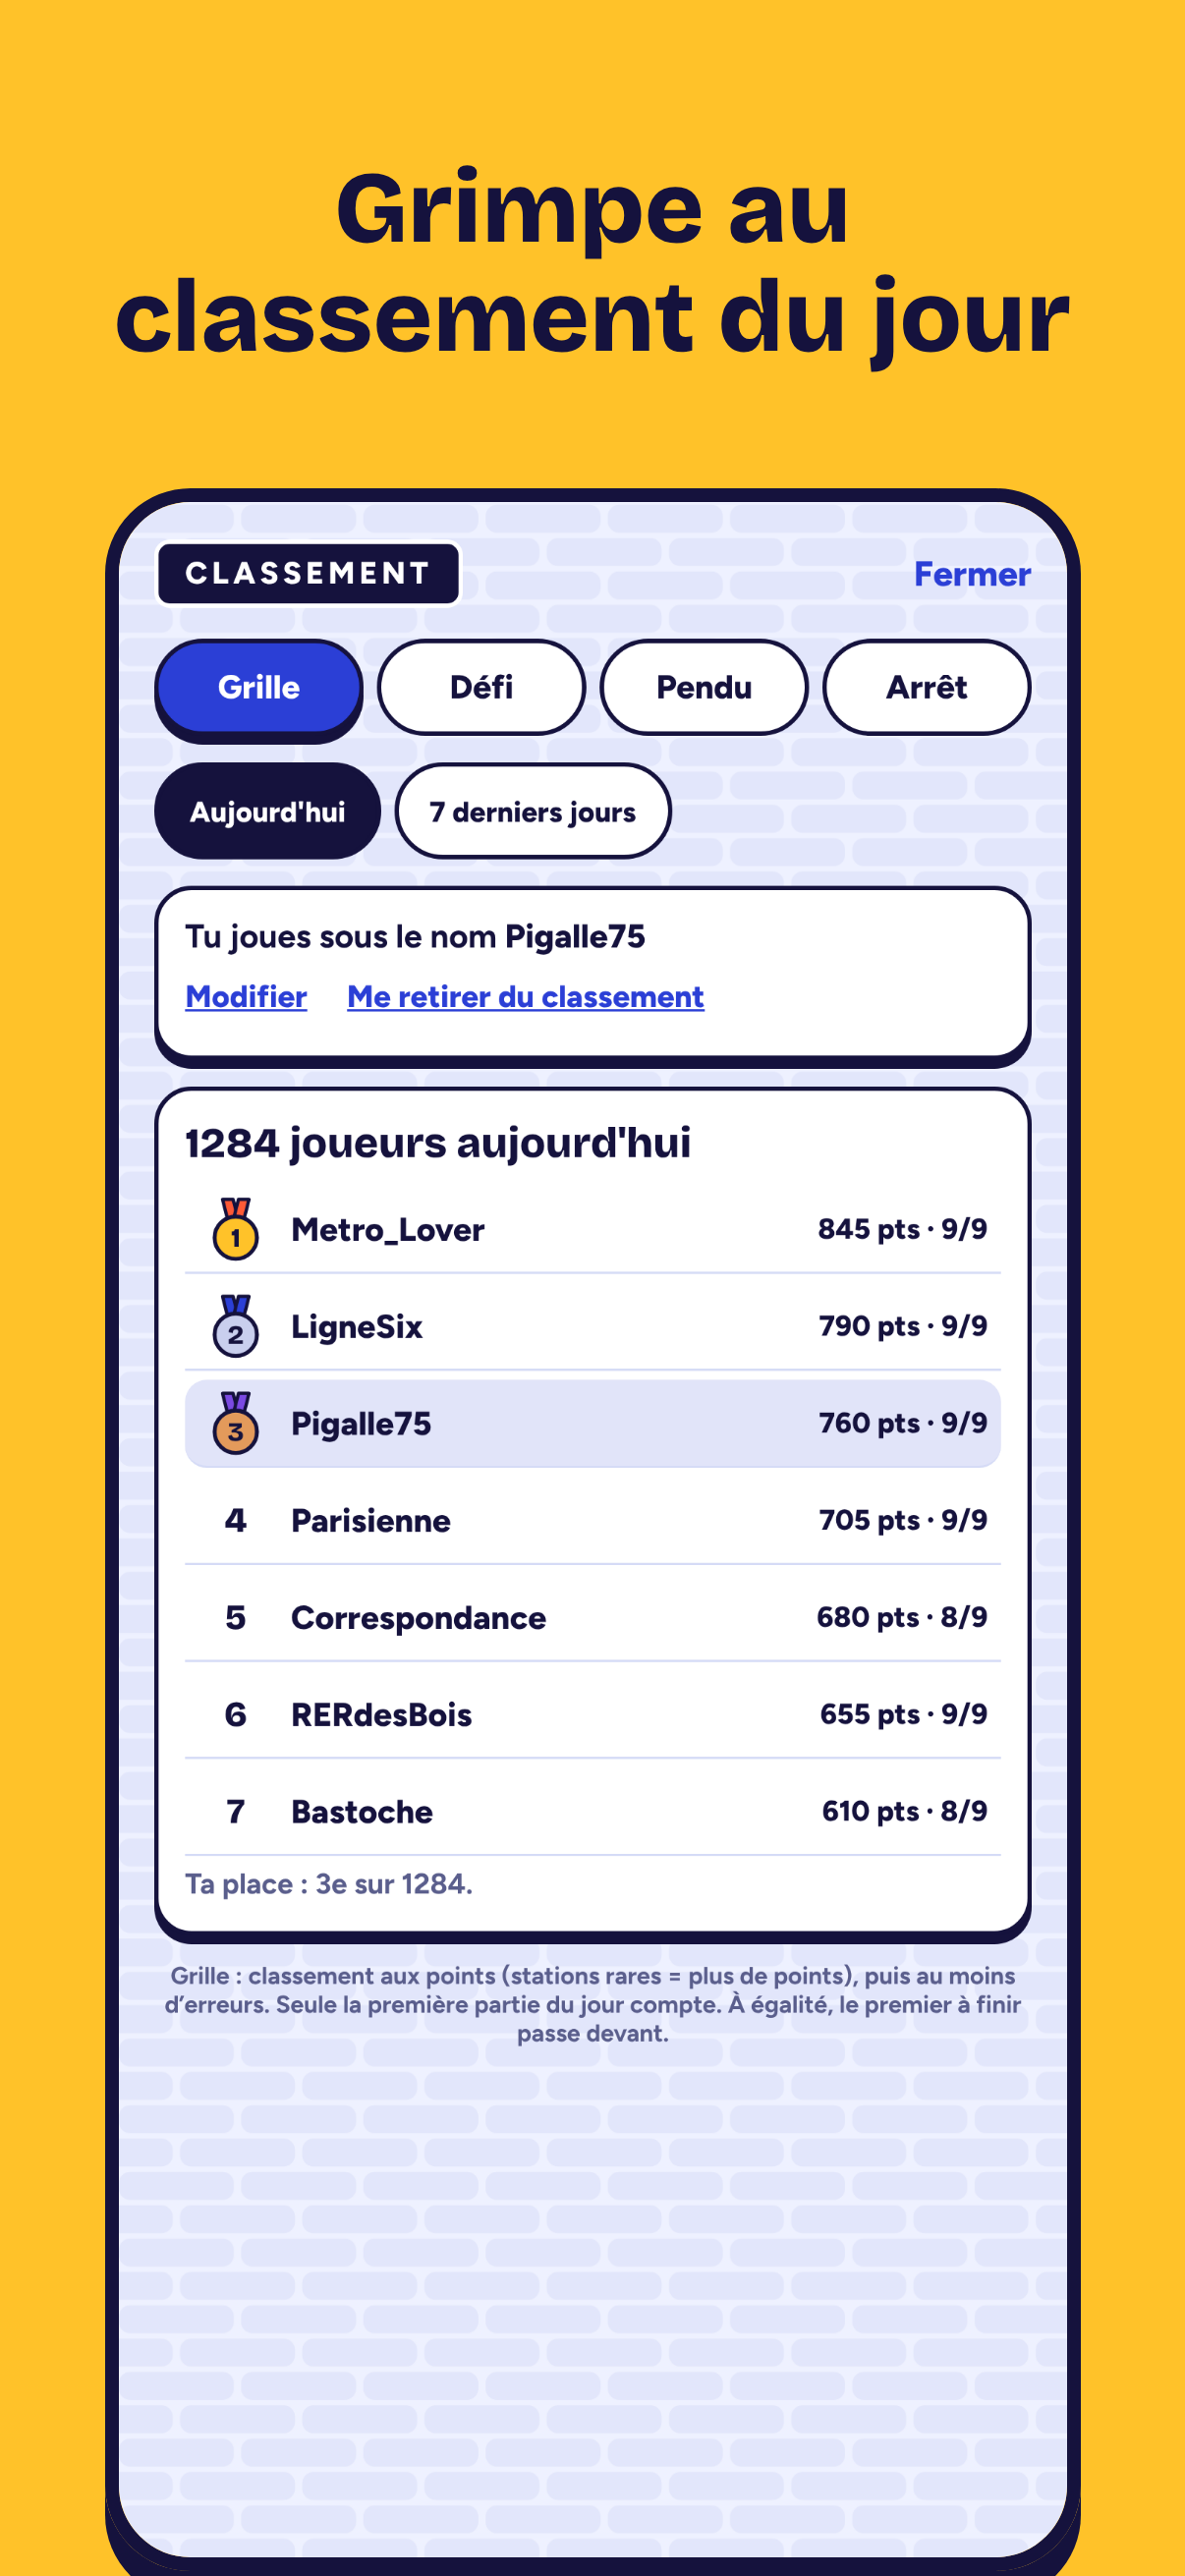 Grimpe au
classement du jour
CLASSEMENT
Fermer
Grille
Défi
Pendu
Arrêt
Aujourd'hui
7 derniers jours
Tu joues sous le nom Pigalle75
Modifier
Me retirer du classement
1284 joueurs aujourd'hui
1 Metro_Lover 845 pts · 9/9
2 LigneSix 790 pts · 9/9
3 Pigalle75 760 pts · 9/9
4 Parisienne 705 pts · 9/9
5 Correspondance 680 pts · 8/9
6 RERdesBois 655 pts · 9/9
7 Bastoche 610 pts · 8/9
Ta place : 3e sur 1284.
Grille : classement aux points (stations rares = plus de points), puis au moins
d’erreurs. Seule la première partie du jour compte. À égalité, le premier à finir
passe devant.